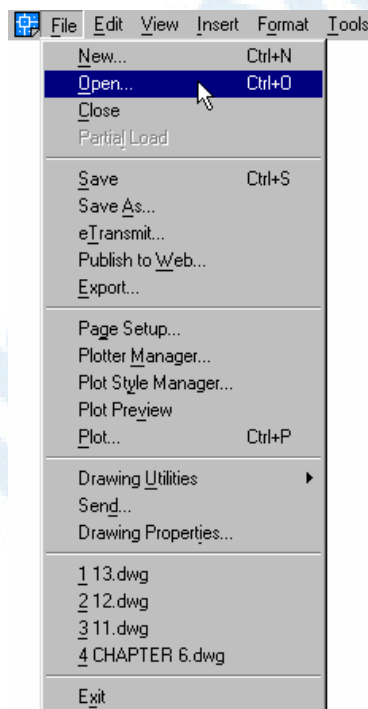 File Edit View Insert Format Tools
New... Ctrl+N
Open... Ctrl+O
Close
Partial Load
Save Ctrl+S
Save As...
eTransmit...
Publish to Web...
Export...
Page Setup...
Plotter Manager...
Plot Style Manager...
Plot Preview
Plot... Ctrl+P
Drawing Utilities
Send...
Drawing Properties...
1 13.dwg
2 12.dwg
3 11.dwg
4 CHAPTER 6.dwg
Exit